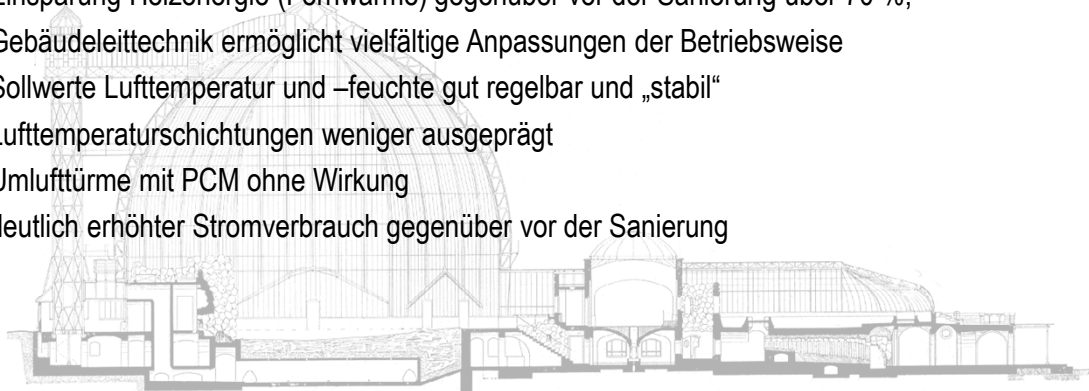 Einsparung Heizenergie (Fernwärme) gegenüber vor der Sanierung über 70 %;
Gebäudeleittechnik ermöglicht vielfältige Anpassungen der Betriebsweise
Sollwerte Lufttemperatur und –feuchte gut regelbar und „stabil“
Lufttemperaturschichtungen weniger ausgeprägt
Umlufttürme mit PCM ohne Wirkung
deutlich erhöhter Stromverbrauch gegenüber vor der Sanierung